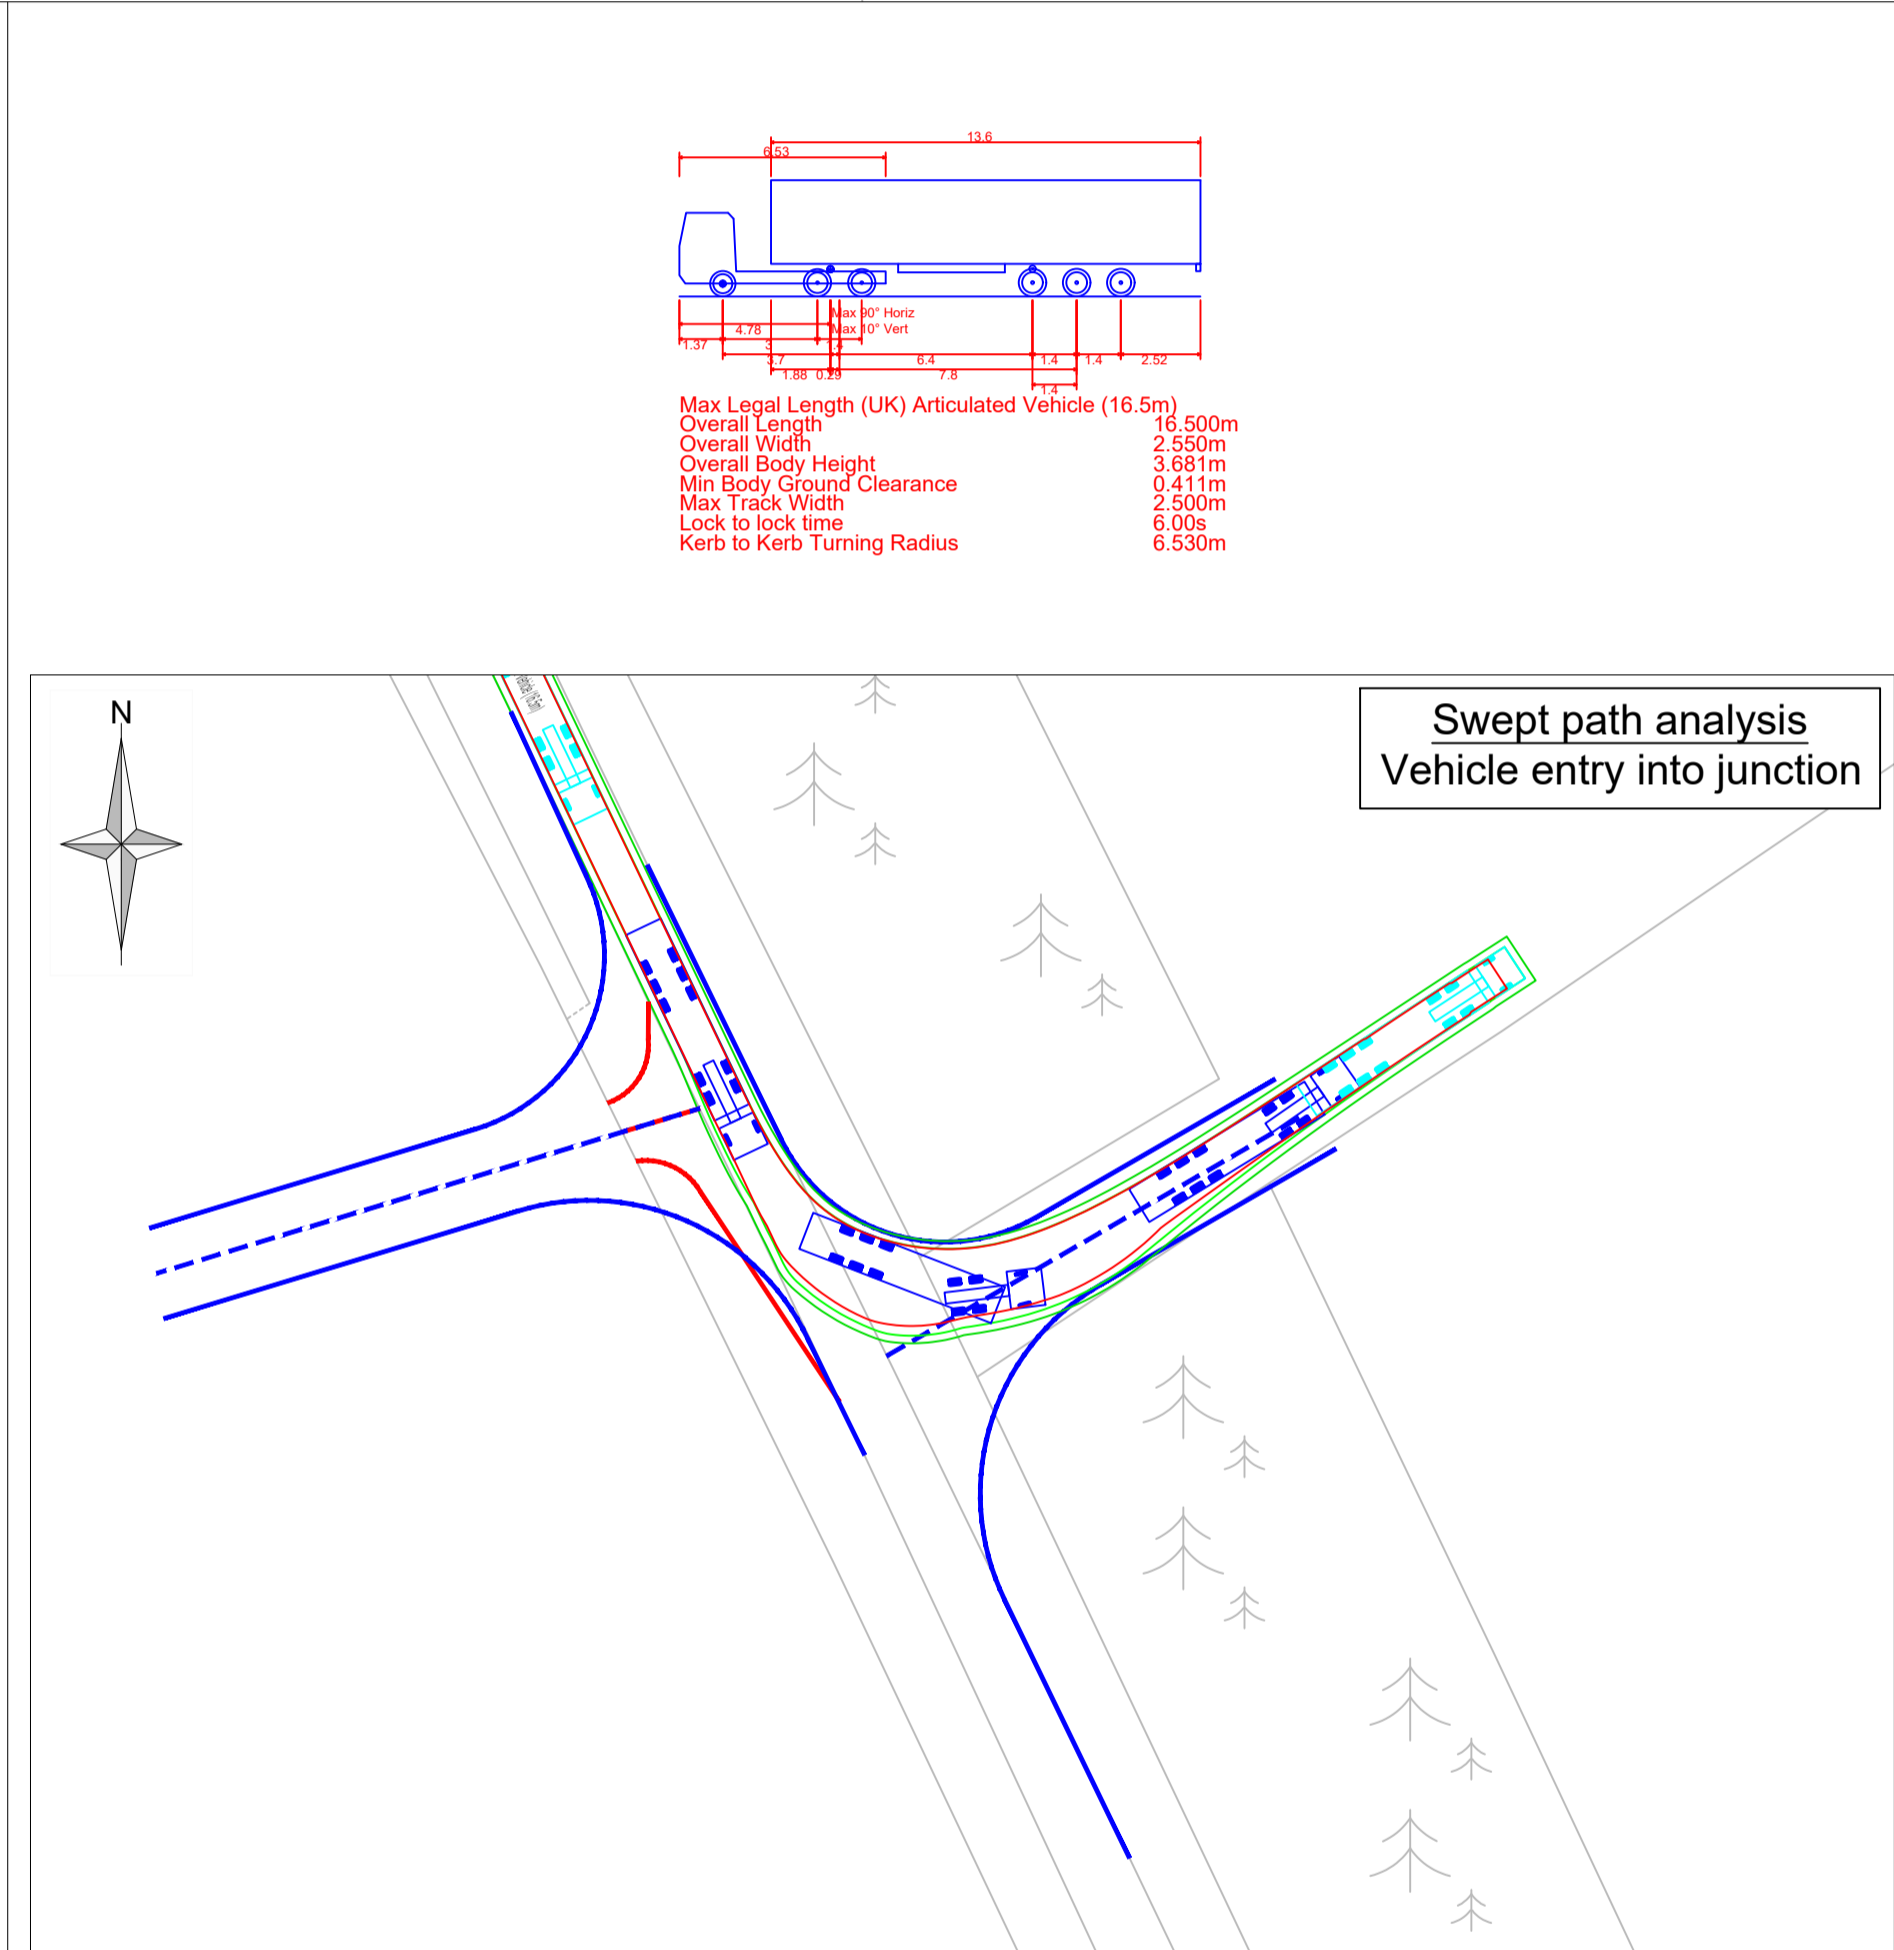 13.6
6.53
Max 90° Horiz
Max 10° Vert
4.78
1.37 3 1.4
3.7 6.4 1.4 1.4 2.52
1.88 0.29 7.8
1.4
Max Legal Length (UK) Articulated Vehicle (16.5m)
Overall Length 16.500m
Overall Width 2.550m
Overall Body Height 3.681m
Min Body Ground Clearance 0.411m
Max Track Width 2.500m
Lock to lock time 6.00s
Kerb to Kerb Turning Radius 6.530m
N
Swept path analysis
Vehicle entry into junction